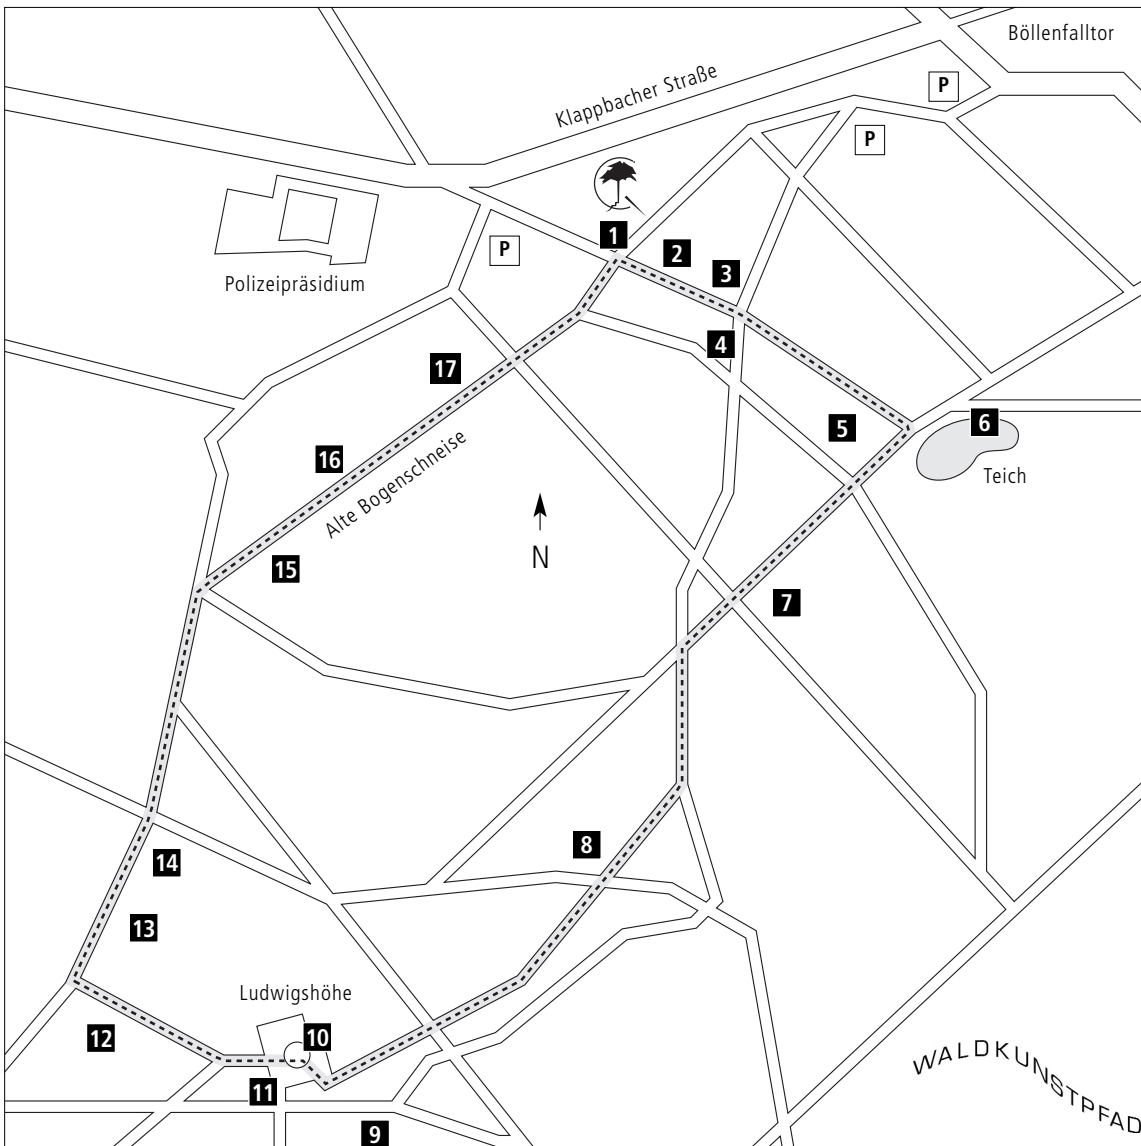 Böllenfalltor
Klappbacher Straße
P
P
1
2
P
3
Polizeipräsidium
4
17
5
6
16
Alte Bogenschneise
Teich
N
15
7
8
14
13
Ludwigshöhe
10
12
WALDKUNSTPFAD
11
9